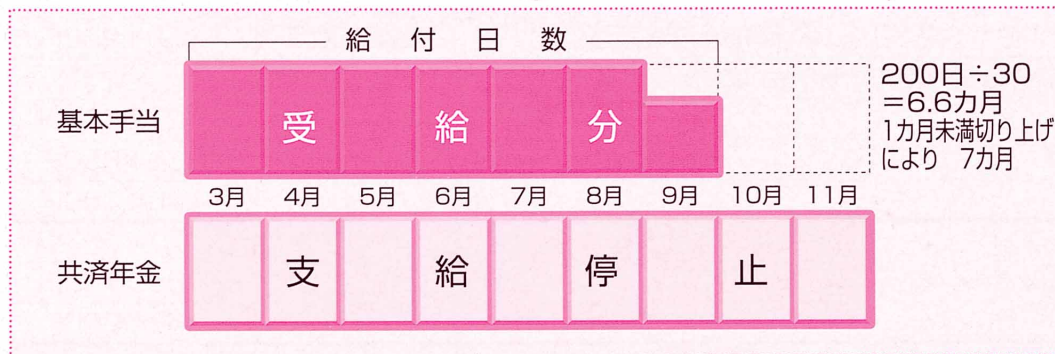 給付日数
基本手当
受給分
200日÷30
＝6.6カ月
1カ月未満切り上げ
により　7カ月
3月 4月 5月 6月 7月 8月 9月 10月 11月
共済年金
支給停止